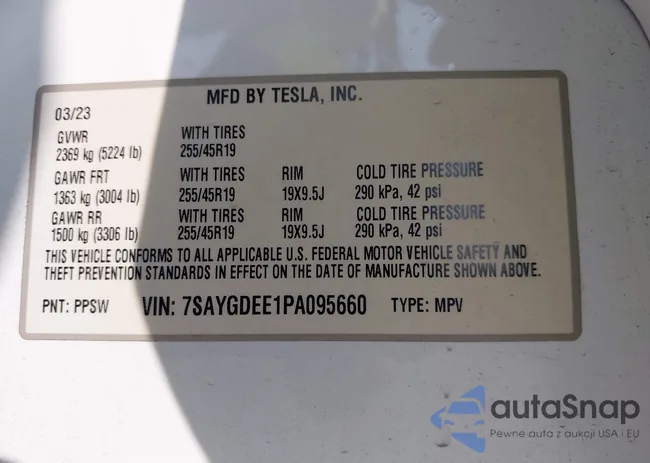 MFD BY TESLA, INC.
03/23
GVWR WITH TIRES
2369 kg (5224 lb) 255/45R19
GAWR FRT WITH TIRES RIM COLD TIRE PRESSURE
1363 kg (3004 lb) 255/45R19 19X9.5J 290 kPa, 42 psi
GAWR RR WITH TIRES RIM COLD TIRE PRESSURE
1500 kg (3306 lb) 255/45R19 19X9.5J 290 kPa, 42 psi
THIS VEHICLE CONFORMS TO ALL APPLICABLE U.S. FEDERAL MOTOR VEHICLE SAFETY AND
THEFT PREVENTION STANDARDS IN EFFECT ON THE DATE OF MANUFACTURE SHOWN ABOVE.
PNT: PPSW VIN: 7SAYGDEE1PA095660 TYPE: MPV
autaSnap
Pewne auta z aukcji USA i EU